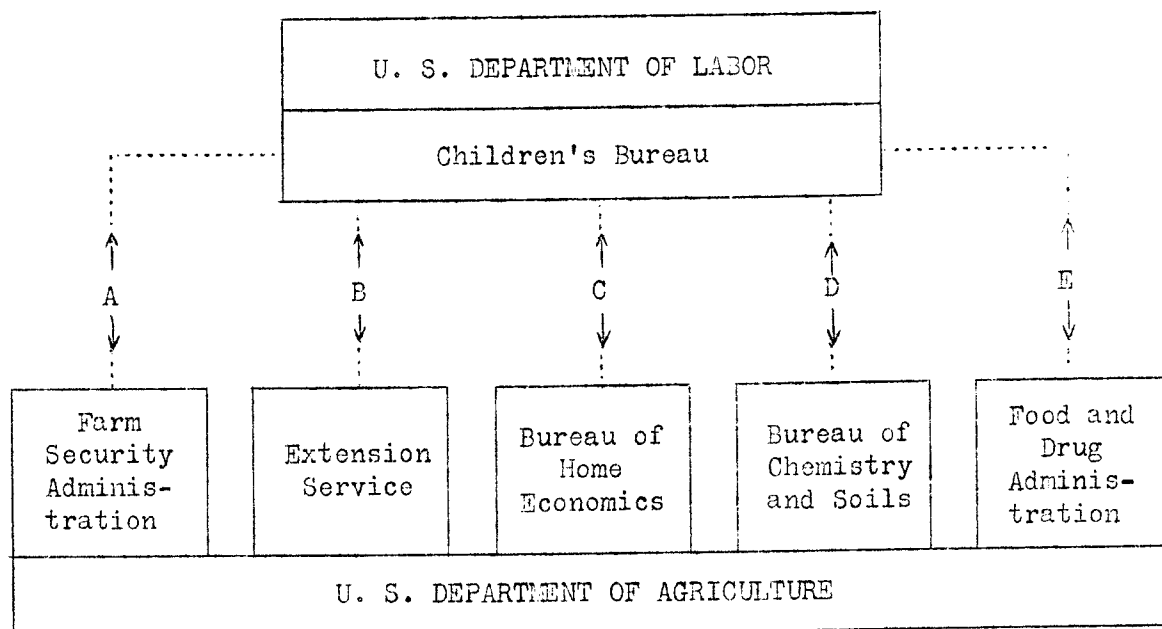 U. S. DEPARTMENT OF LABOR
Children's Bureau
A
B
C
D
E
Farm
Security
Adminis-
tration
Extension
Service
Bureau of
Home
Economics
Bureau of
Chemistry
and Soils
Food and
Drug
Adminis-
tration
U. S. DEPARTMENT OF AGRICULTURE